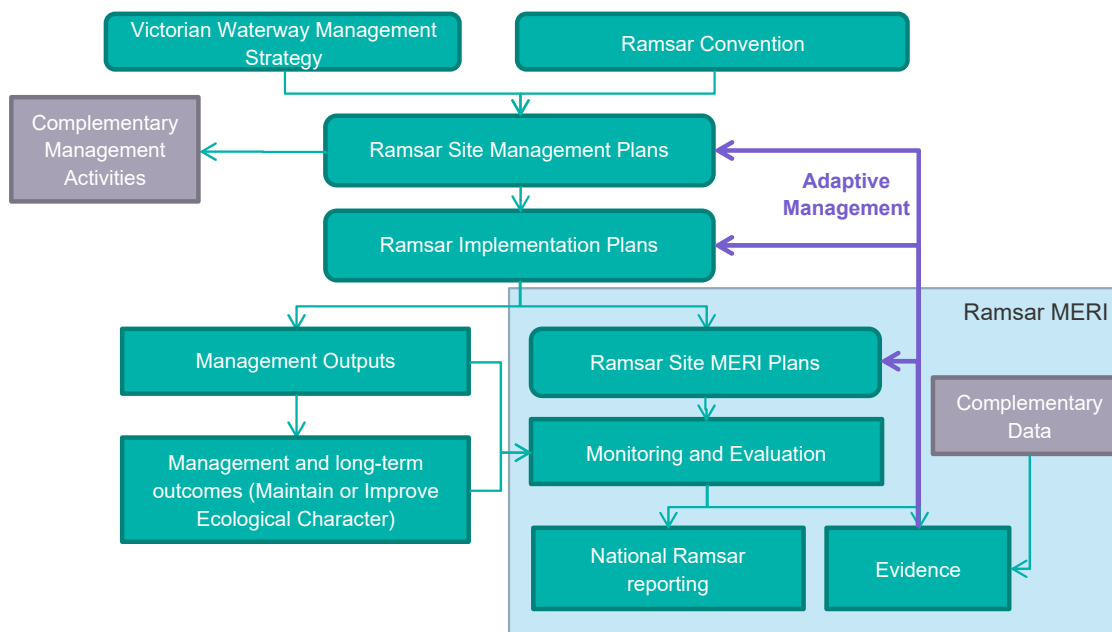 Victorian Waterway Management
Strategy
Ramsar Convention
Complementary
Management
Activities
Ramsar Site Management Plans
Adaptive
Management
Ramsar Implementation Plans
Ramsar MERI
Management Outputs
Ramsar Site MERI Plans
Complementary
Data
Management and long-term
outcomes (Maintain or Improve
Ecological Character)
Monitoring and Evaluation
National Ramsar
reporting
Evidence